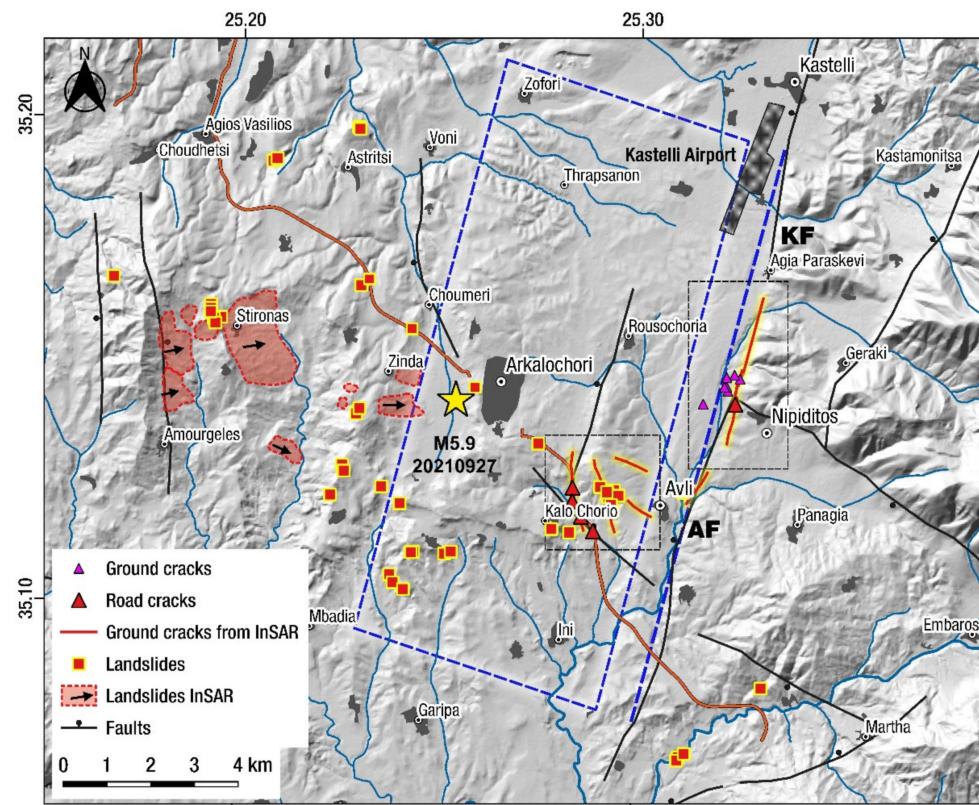 25.20
25.30
N
35.20
35.10
Kastelli
Zofori
Agios Vasilios
Choudhetsi
Voni
Astritsi
Kastelli Airport
Kastamonitsa
Thrapsanon
KF
Agia Paraskevi
Choumeri
Stironas
Rousochoria
Geraki
Zinda
Arkalochori
Nipiditos
M5.9
20210927
Amourgeles
Avli
Kalo Chorio
Panagia
AF
Mbadia
Ini
Embaros
Garipa
Martha
Ground cracks
Road cracks
Ground cracks from InSAR
Landslides
Landslides InSAR
Faults
0 1 2 3 4 km